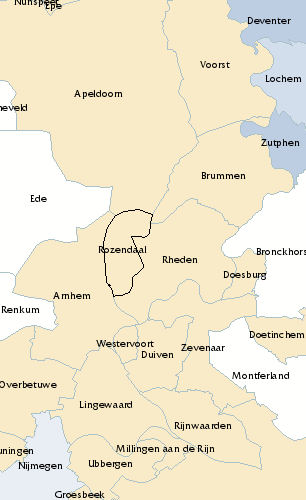 Nunspeet
Epe
Deventer
Voorst
Lochem
Apeldoorn
neveld
Zutphen
Brummen
Ede
Rozendaal
Bronckhors
Rheden
Doesburg
Arnhem
Renkum
Doetinchem
Westervoort
Zevenaar
Duiven
Montferland
Overbetuwe
Lingewaard
Rijnwaarden
Millingen aan de Rijn
uningen
Ubbergen
Nijmegen
Groesbeek